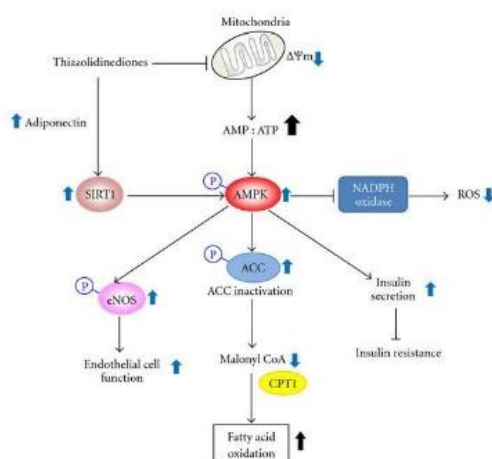 Mitochondria
Thiazolidinediones
ΔΨm
Adiponectin
AMP : ATP
P
SIRT1
AMPK
NADPH
oxidase
ROS
P
ACC
P
eNOS
ACC inactivation
Insulin
secretion
Endothelial cell
function
Malonyl CoA
Insulin resistance
CPT1
Fatty acid
oxidation